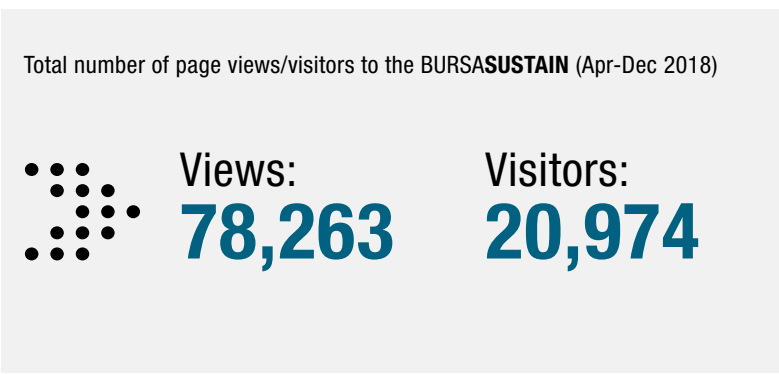 Total number of page views/visitors to the BURSASUSTAIN (Apr-Dec 2018)
Views:
78,263
Visitors:
20,974